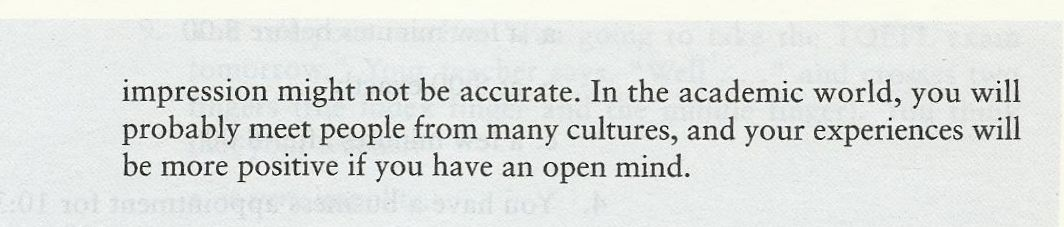 impression might not be accurate. In the academic world, you will
probably meet people from many cultures, and your experiences will
be more positive if you have an open mind.